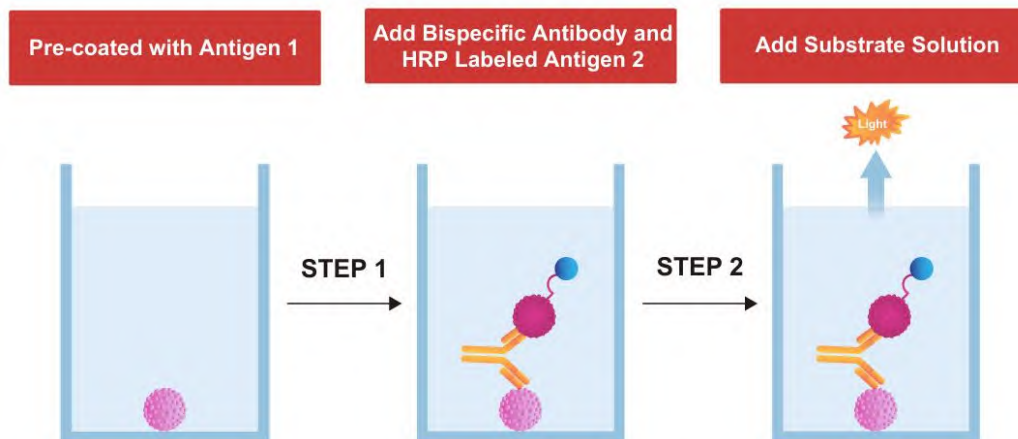 Pre-coated with Antigen 1
Add Bispecific Antibody and
HRP Labeled Antigen 2
Add Substrate Solution
Light
STEP 1
STEP 2